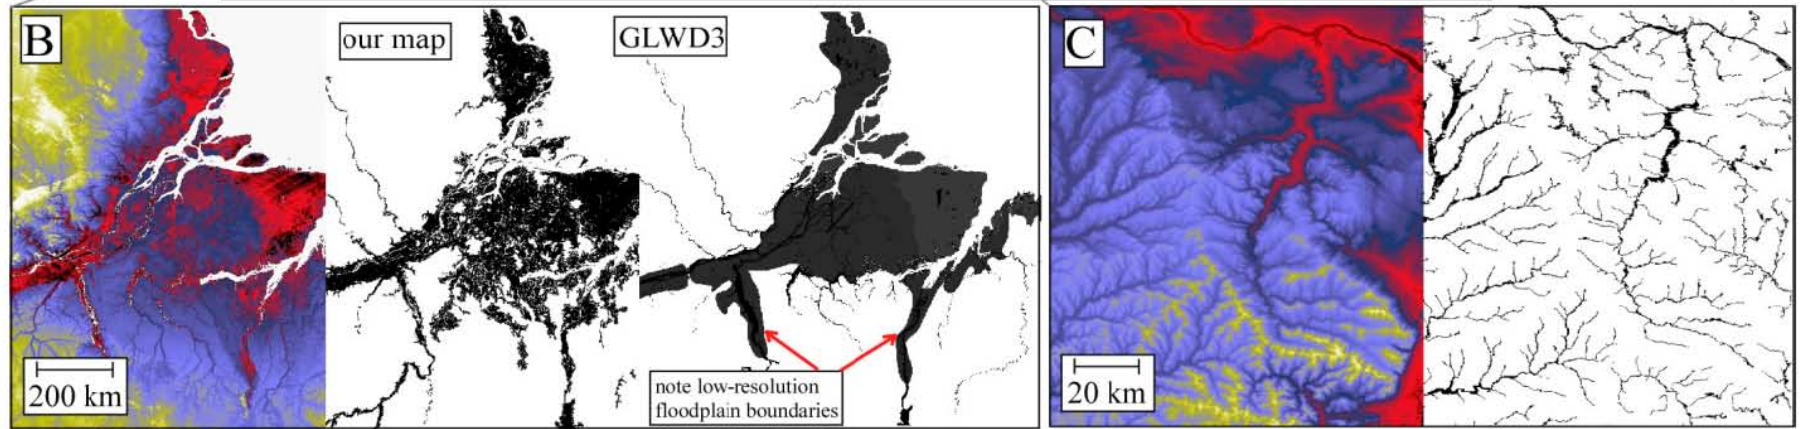 B
our map
GLWD3
200 km
note low-resolution
floodplain boundaries
C
20 km